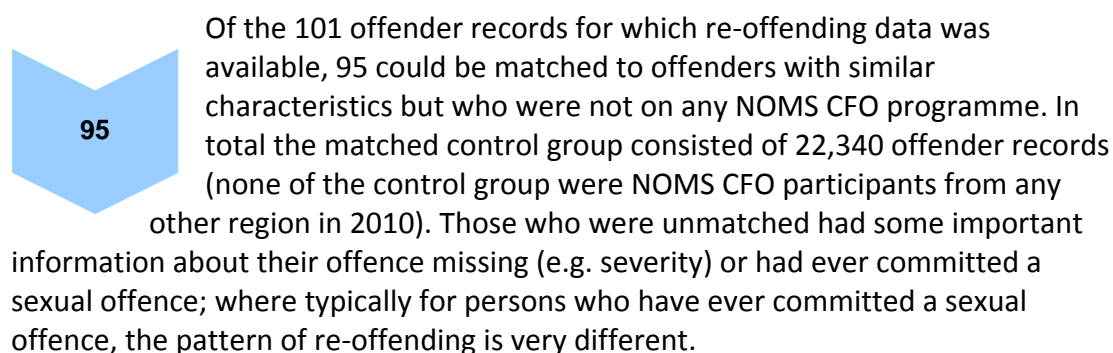 Of the 101 offender records for which re-offending data was
available, 95 could be matched to offenders with similar
characteristics but who were not on any NOMS CFO programme. In
total the matched control group consisted of 22,340 offender records
(none of the control group were NOMS CFO participants from any
other region in 2010). Those who were unmatched had some important
information about their offence missing (e.g. severity) or had ever committed a
sexual offence; where typically for persons who have ever committed a sexual
offence, the pattern of re-offending is very different.
95